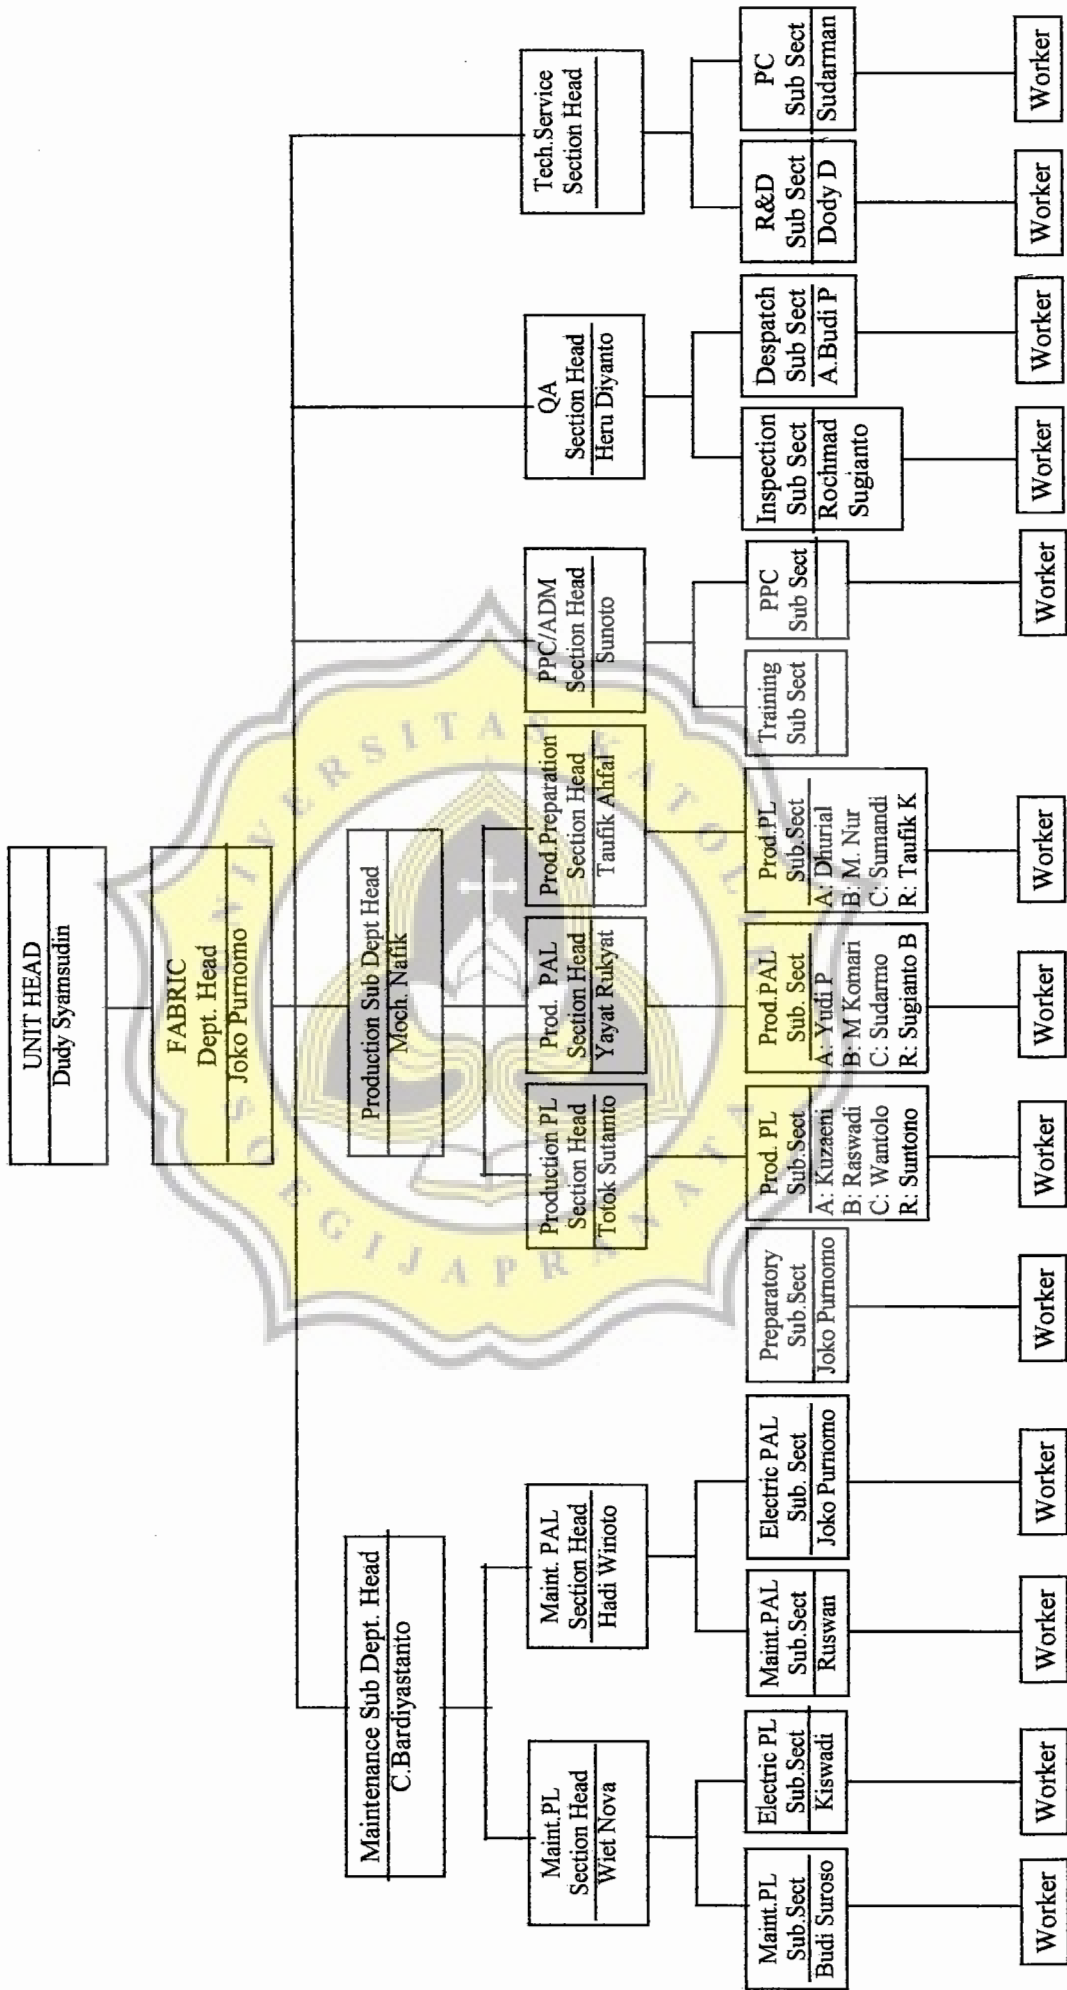 UNIT HEAD
Dudy Syamsudin
FABRIC
Dept. Head
Joko Purnomo
Maintenance Sub Dept. Head
C.Bardiyastanto
Production Sub Dept Head
Moch. Nafik
Maint.PL
Section Head
Wiet Nova
Maint. PAL
Section Head
Hadi Winoto
Production PL
Section Head
Totok Sutamto
Prod. PAL
Section Head
Yayat Rukyat
Prod.Preparation
Section Head
Taufik Ahfal
PPC/ADM
Section Head
Sunoto
QA
Section Head
Heru Diyanto
Tech.Service
Section Head
Maint.PL
Sub.Sect
Budi Suroso
Electric PL
Sub.Sect
Kiswadi
Maint.PAL
Sub.Sect
Ruswan
Electric PAL
Sub. Sect
Joko Purnomo
Preparatory
Sub.Sect
Joko Purnomo
Prod. PL
Sub.Sect
A: Kuzaeni
B: Raswadi
C: Wantolo
R: Suntono
Prod.PAL
Sub. Sect
A: Yudi P
B: M Komari
C: Sudarmo
R: Sugianto B
Prod.PL
Sub.Sect
A: Dhurial
B: M. Nur
C: Sumandi
R: Taufik K
Training
Sub Sect
PPC
Sub Sect
Inspection
Sub Sect
Rochmad
Sugianto
Despatch
Sub Sect
A.Budi P
R&D
Sub Sect
Dody D
PC
Sub Sect
Sudarman
Worker
Worker
Worker
Worker
Worker
Worker
Worker
Worker
Worker
Worker
Worker
Worker
Worker
UNIVERSITAS KATOLIK
SOEGIJAPRANATA